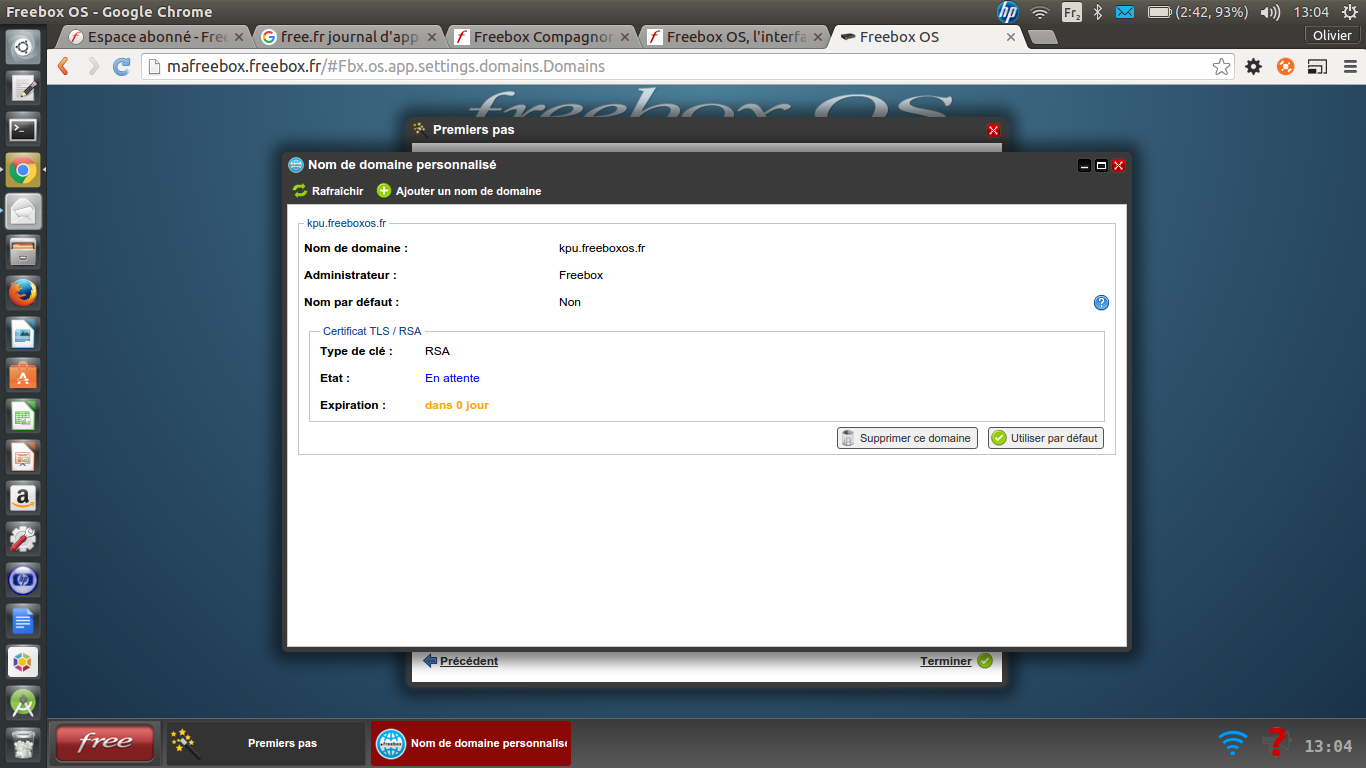 Freebox OS - Google Chrome
Fr2
(2:42, 93%)
13:04
Espace abonné - Free
free.fr journal d'app
Freebox Compagnon
Freebox OS, l'interfa
Freebox OS
Olivier
mafreebox.freebox.fr/#Fbx.os.app.settings.domains.Domains
freebox OS
Premiers pas
Nom de domaine personnalisé
Rafraîchir
Ajouter un nom de domaine
kpu.freeboxos.fr
Nom de domaine : kpu.freeboxos.fr
Administrateur : Freebox
Nom par défaut : Non
Certificat TLS / RSA
Type de clé : RSA
Etat : En attente
Expiration : dans 0 jour
Supprimer ce domaine
Utiliser par défaut
Précédent
Terminer
free
Premiers pas
Nom de domaine personnalisé
13:04